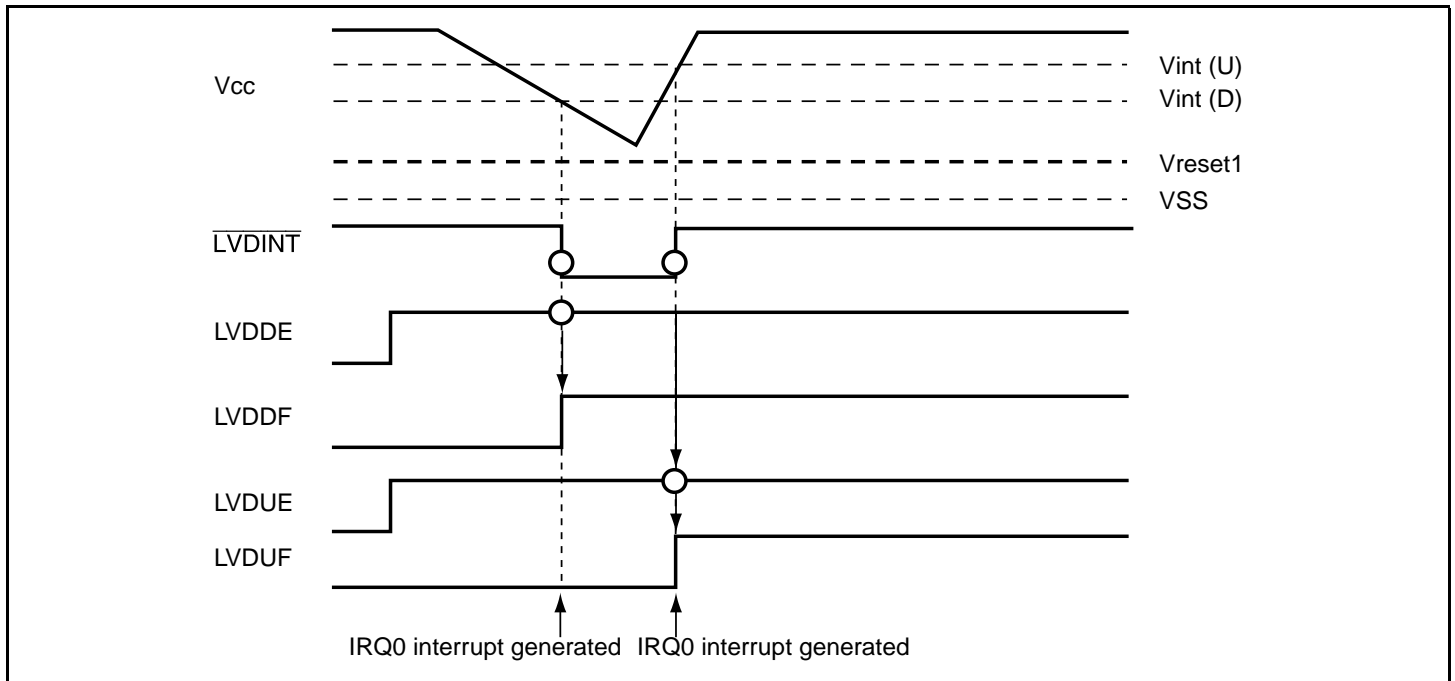 Vcc
Vint (U)
Vint (D)
Vreset1
VSS
LVDINT
LVDDE
LVDDF
LVDUE
LVDUF
IRQ0 interrupt generated IRQ0 interrupt generated